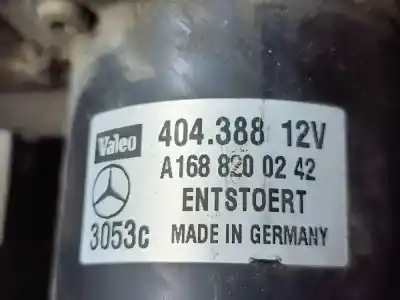 Valeo 404.388 12V
A168 820 02 42
ENTSTOERT
3053c MADE IN GERMANY